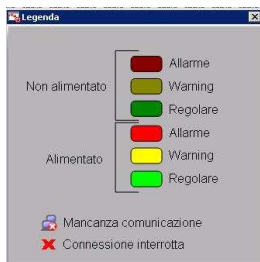 Legenda
Non alimentato
Allarme
Warning
Regolare
Alimentato
Allarme
Warning
Regolare
Mancanza comunicazione
Connessione interrotta